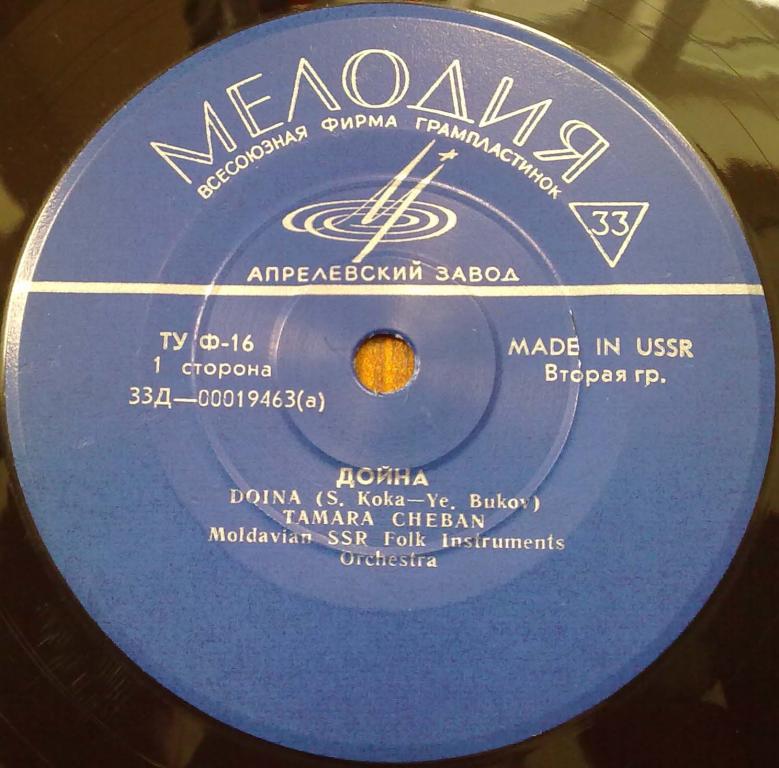 МЕЛОДИЯ
ВСЕСОЮЗНАЯ ФИРМА ГРАМПЛАСТИНОК
33
АПРЕЛЕВСКИЙ ЗАВОД
ТУ Ф-16
1 сторона
33Д—00019463(а)
MADE IN USSR
Вторая гр.
ДОЙНА
DOINA (S. Koka—Ye. Bukov)
TAMARA CHEBAN
Moldavian SSR Folk Instruments
Orchestra